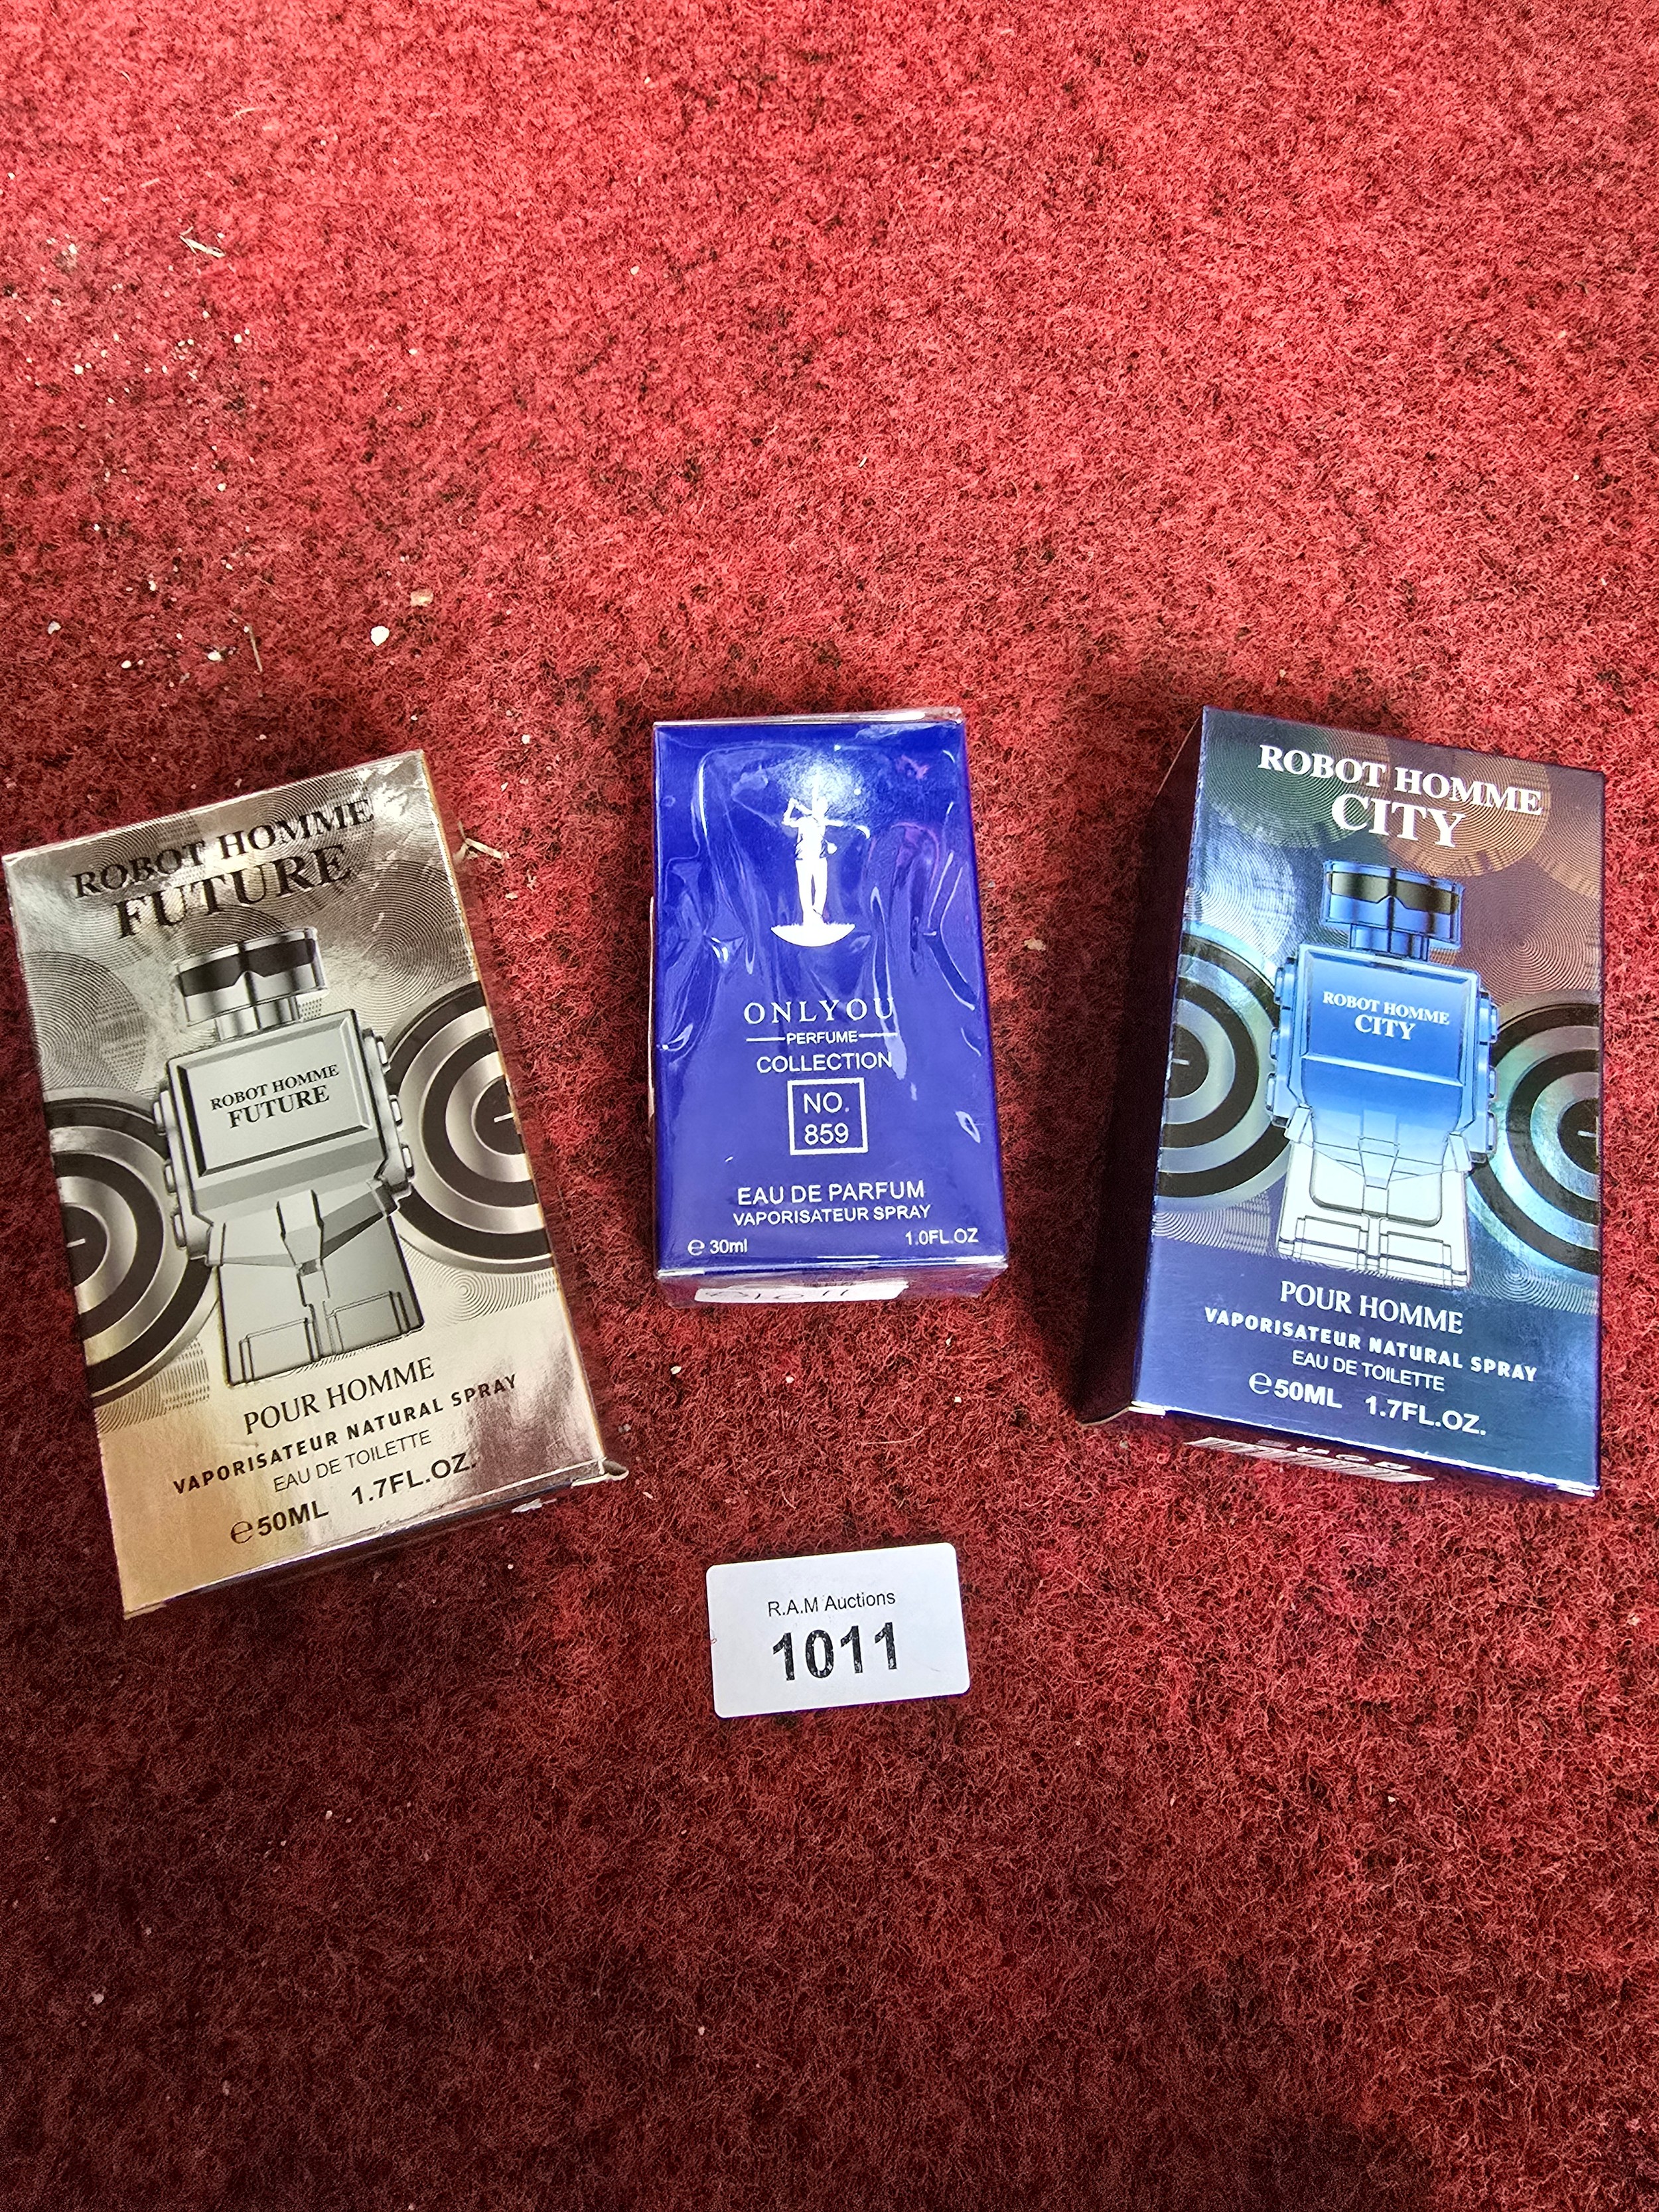 ROBOT HOMME
FUTURE
ROBOT HOMME
FUTURE
POUR HOMME
VAPORISATEUR NATURAL SPRAY
EAU DE TOILETTE
℮50ML 1.7FL.OZ.
ONLYOU
PERFUME
COLLECTION
NO.
859
EAU DE PARFUM
VAPORISATEUR SPRAY
℮ 30ml 1.0FL.OZ
ROBOT HOMME
CITY
ROBOT HOMME
CITY
POUR HOMME
VAPORISATEUR NATURAL SPRAY
EAU DE TOILETTE
℮50ML 1.7FL.OZ.
R.A.M Auctions
1011